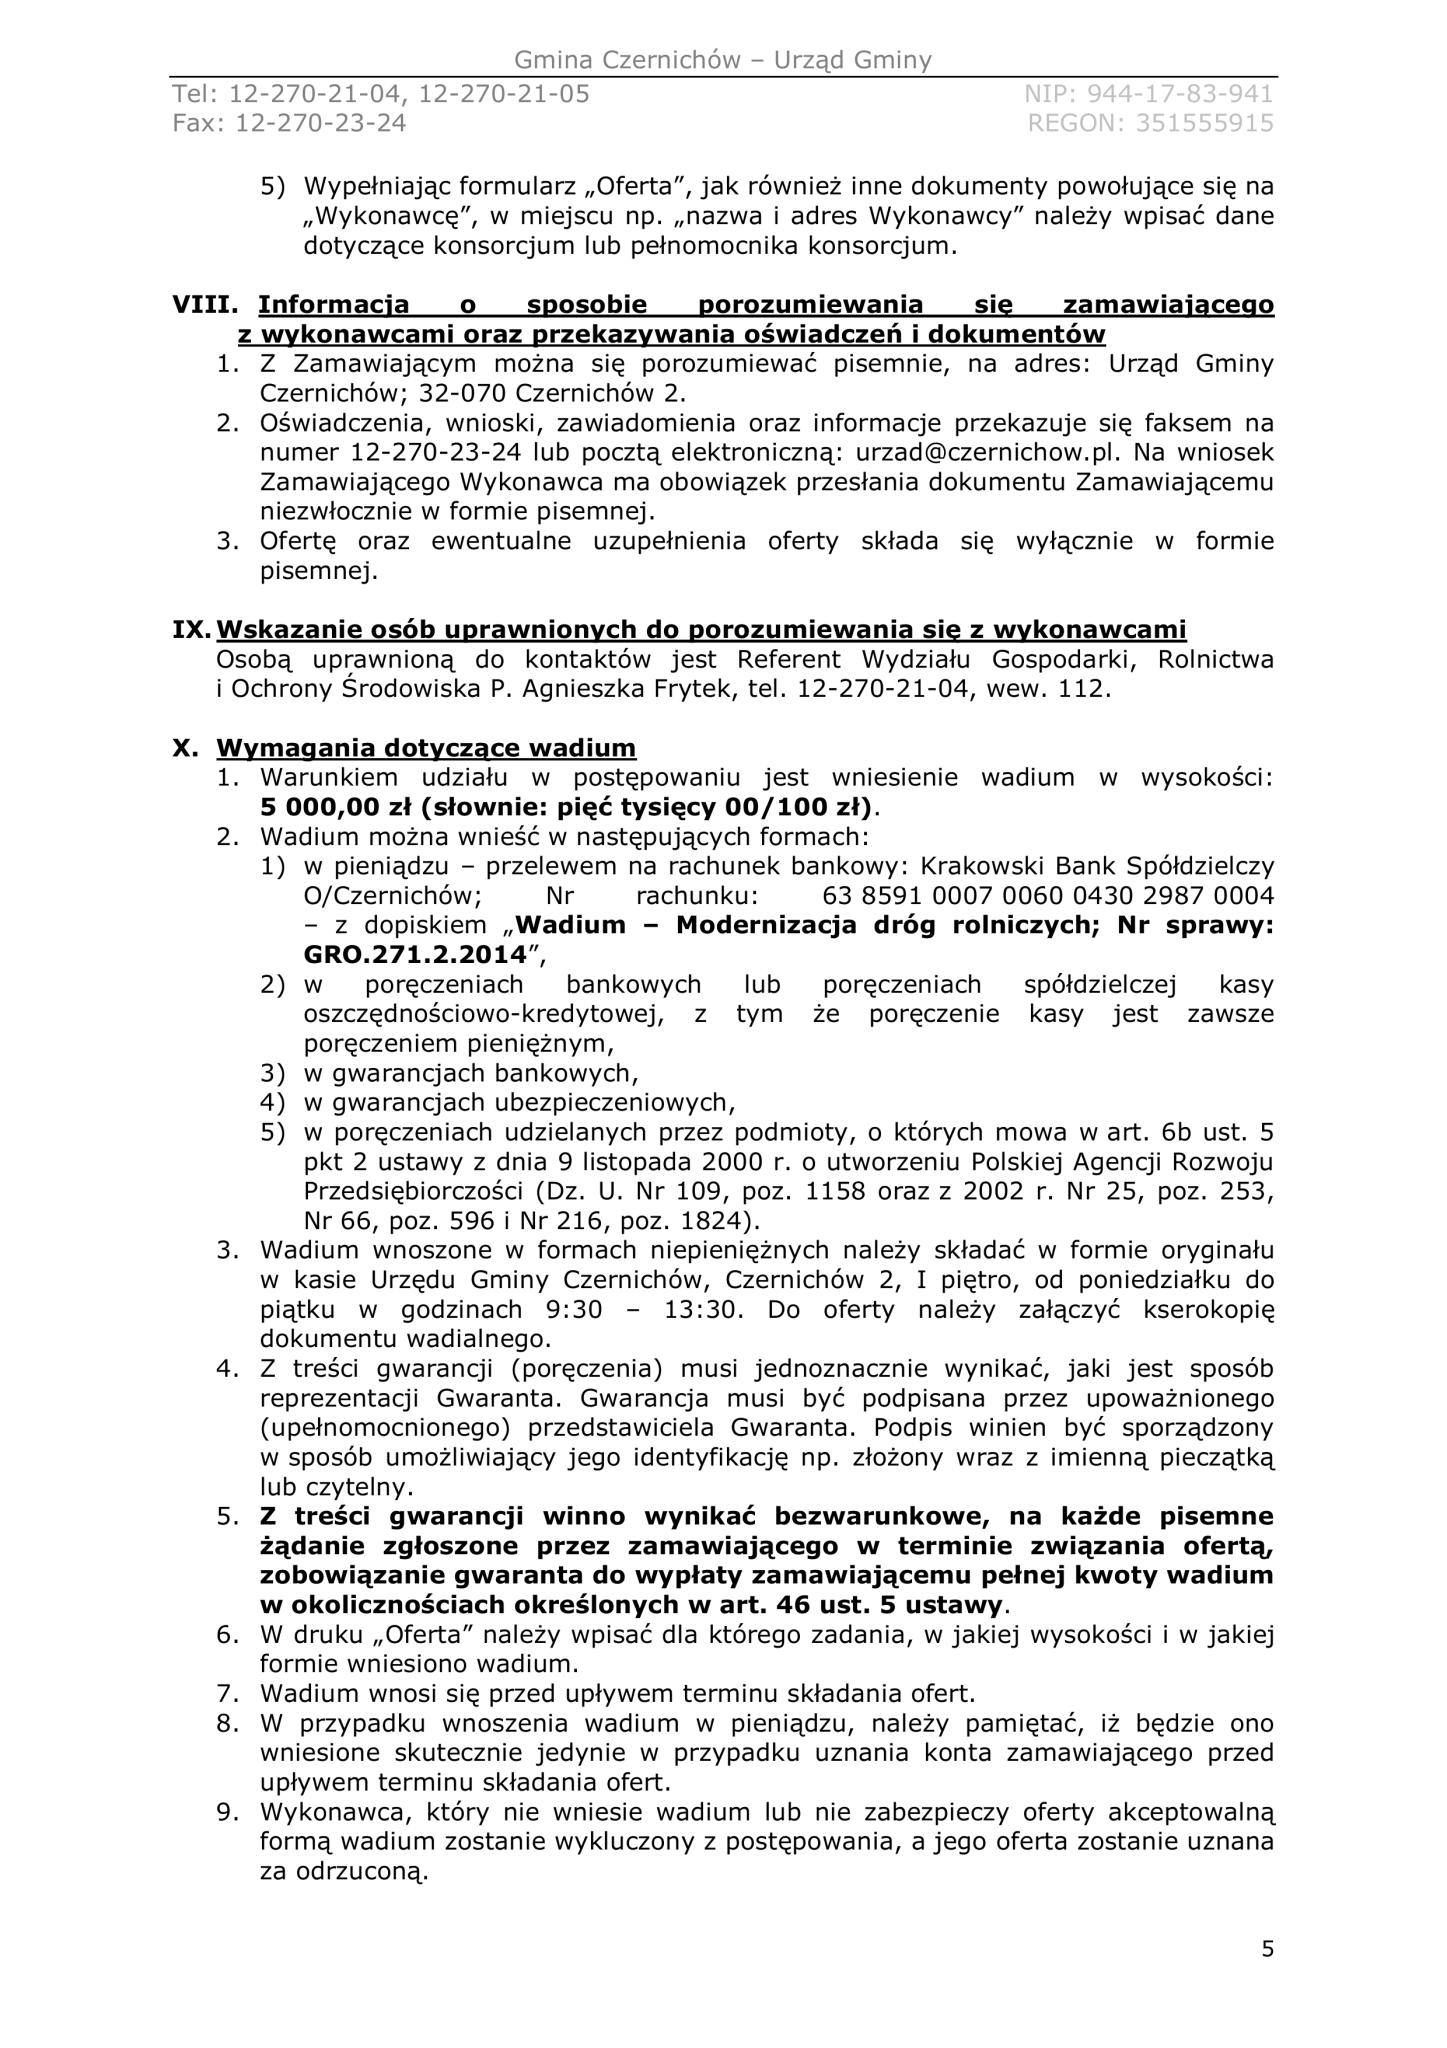 Gmina Czernichów – Urząd Gminy
Tel: 12-270-21-04, 12-270-21-05 NIP: 944-17-83-941
Fax: 12-270-23-24 REGON: 351555915
5) Wypełniając formularz „Oferta”, jak również inne dokumenty powołujące się na
„Wykonawcę”, w miejscu np. „nazwa i adres Wykonawcy” należy wpisać dane
dotyczące konsorcjum lub pełnomocnika konsorcjum.
VIII. Informacja o sposobie porozumiewania się zamawiającego
z wykonawcami oraz przekazywania oświadczeń i dokumentów
1. Z Zamawiającym można się porozumiewać pisemnie, na adres: Urząd Gminy
Czernichów; 32-070 Czernichów 2.
2. Oświadczenia, wnioski, zawiadomienia oraz informacje przekazuje się faksem na
numer 12-270-23-24 lub pocztą elektroniczną: urzad@czernichow.pl. Na wniosek
Zamawiającego Wykonawca ma obowiązek przesłania dokumentu Zamawiającemu
niezwłocznie w formie pisemnej.
3. Ofertę oraz ewentualne uzupełnienia oferty składa się wyłącznie w formie
pisemnej.
IX. Wskazanie osób uprawnionych do porozumiewania się z wykonawcami
Osobą uprawnioną do kontaktów jest Referent Wydziału Gospodarki, Rolnictwa
i Ochrony Środowiska P. Agnieszka Frytek, tel. 12-270-21-04, wew. 112.
X. Wymagania dotyczące wadium
1. Warunkiem udziału w postępowaniu jest wniesienie wadium w wysokości:
5 000,00 zł (słownie: pięć tysięcy 00/100 zł).
2. Wadium można wnieść w następujących formach:
1) w pieniądzu – przelewem na rachunek bankowy: Krakowski Bank Spółdzielczy
O/Czernichów; Nr rachunku: 63 8591 0007 0060 0430 2987 0004
– z dopiskiem „Wadium – Modernizacja dróg rolniczych; Nr sprawy:
GRO.271.2.2014”,
2) w poręczeniach bankowych lub poręczeniach spółdzielczej kasy
oszczędnościowo-kredytowej, z tym że poręczenie kasy jest zawsze
poręczeniem pieniężnym,
3) w gwarancjach bankowych,
4) w gwarancjach ubezpieczeniowych,
5) w poręczeniach udzielanych przez podmioty, o których mowa w art. 6b ust. 5
pkt 2 ustawy z dnia 9 listopada 2000 r. o utworzeniu Polskiej Agencji Rozwoju
Przedsiębiorczości (Dz. U. Nr 109, poz. 1158 oraz z 2002 r. Nr 25, poz. 253,
Nr 66, poz. 596 i Nr 216, poz. 1824).
3. Wadium wnoszone w formach niepieniężnych należy składać w formie oryginału
w kasie Urzędu Gminy Czernichów, Czernichów 2, I piętro, od poniedziałku do
piątku w godzinach 9:30 – 13:30. Do oferty należy załączyć kserokopię
dokumentu wadialnego.
4. Z treści gwarancji (poręczenia) musi jednoznacznie wynikać, jaki jest sposób
reprezentacji Gwaranta. Gwarancja musi być podpisana przez upoważnionego
(upełnomocnionego) przedstawiciela Gwaranta. Podpis winien być sporządzony
w sposób umożliwiający jego identyfikację np. złożony wraz z imienną pieczątką
lub czytelny.
5. Z treści gwarancji winno wynikać bezwarunkowe, na każde pisemne
żądanie zgłoszone przez zamawiającego w terminie związania ofertą,
zobowiązanie gwaranta do wypłaty zamawiającemu pełnej kwoty wadium
w okolicznościach określonych w art. 46 ust. 5 ustawy.
6. W druku „Oferta” należy wpisać dla którego zadania, w jakiej wysokości i w jakiej
formie wniesiono wadium.
7. Wadium wnosi się przed upływem terminu składania ofert.
8. W przypadku wnoszenia wadium w pieniądzu, należy pamiętać, iż będzie ono
wniesione skutecznie jedynie w przypadku uznania konta zamawiającego przed
upływem terminu składania ofert.
9. Wykonawca, który nie wniesie wadium lub nie zabezpieczy oferty akceptowalną
formą wadium zostanie wykluczony z postępowania, a jego oferta zostanie uznana
za odrzuconą.
5